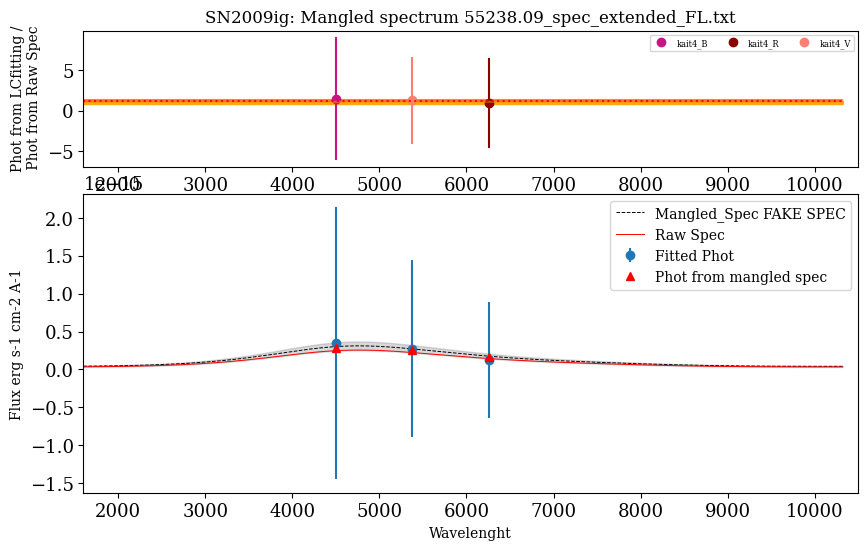 SN2009ig: Mangled spectrum 55238.09_spec_extended_FL.txt
Phot from LCfitting /
Phot from Raw Spec
kait4_B kait4_R kait4_V
5
0
−5
2000 3000 4000 5000 6000 7000 8000 9000 10000
1e−15
Flux erg s-1 cm-2 A-1
Mangled_Spec FAKE SPEC
Raw Spec
Fitted Phot
Phot from mangled spec
2.0
1.5
1.0
0.5
0.0
−0.5
−1.0
−1.5
2000 3000 4000 5000 6000 7000 8000 9000 10000
Wavelenght